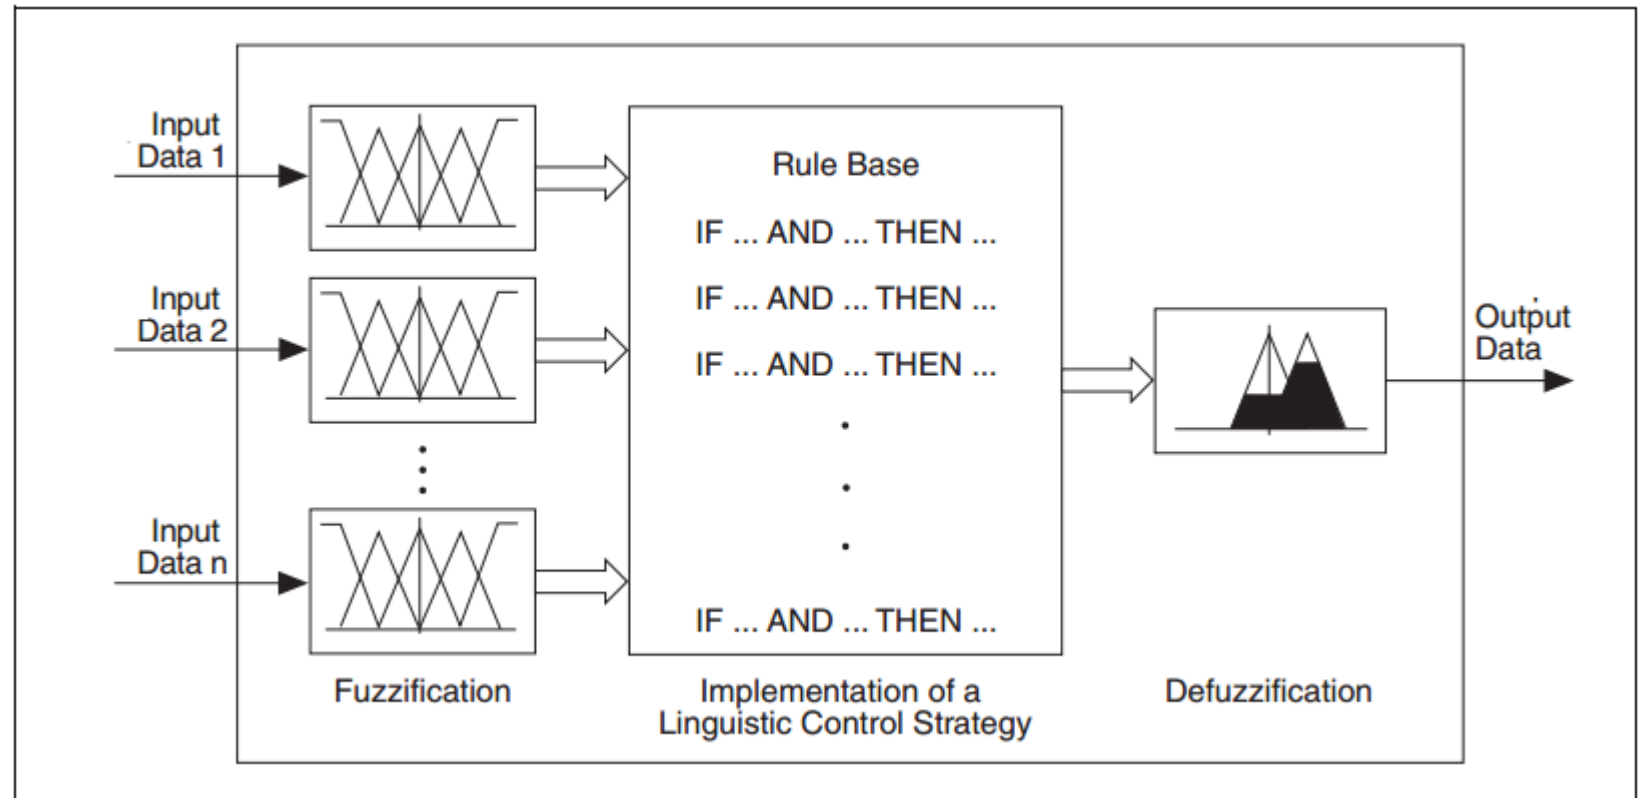 Input
Data 1
Input
Data 2
Input
Data n
Fuzzification
Rule Base
IF ... AND ... THEN ...
IF ... AND ... THEN ...
IF ... AND ... THEN ...
IF ... AND ... THEN ...
Implementation of a
Linguistic Control Strategy
Defuzzification
Output
Data